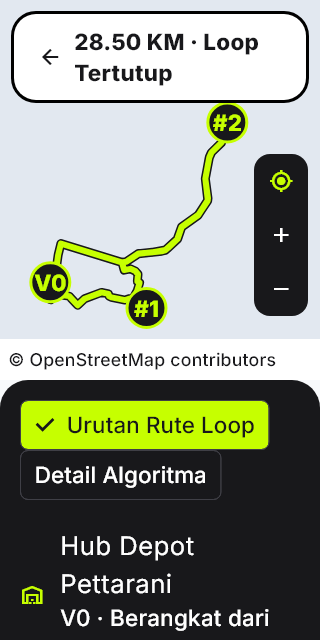 28.50 KM · Loop
Tertutup
#2
V0
#1
+
−
© OpenStreetMap contributors
Urutan Rute Loop
Detail Algoritma
Hub Depot
Pettarani
V0 · Berangkat dari